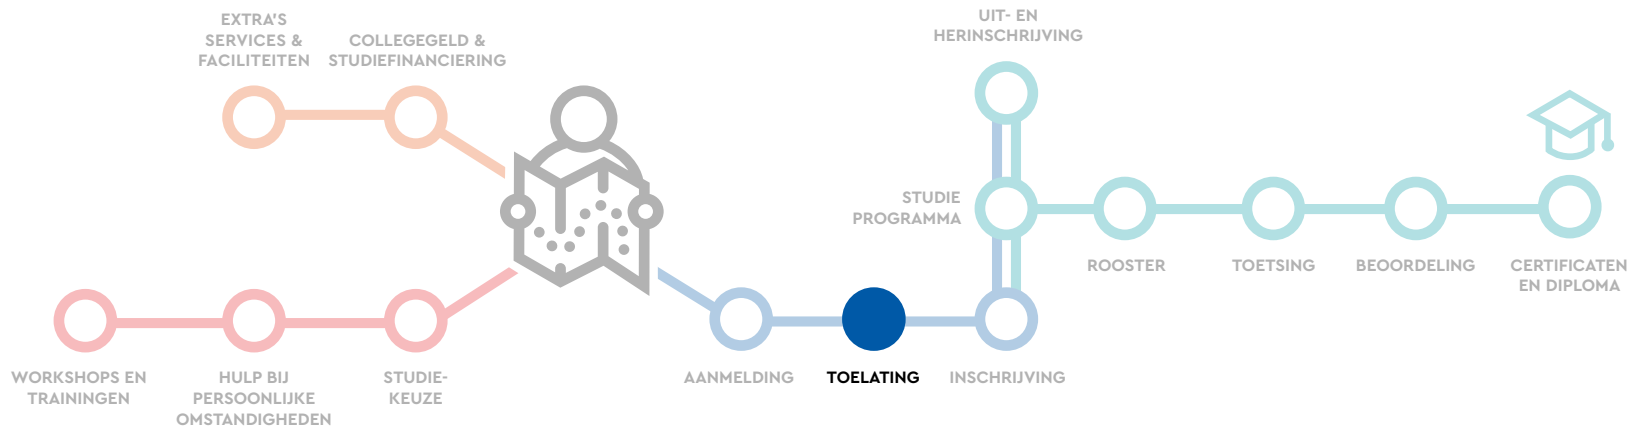 EXTRA'S
SERVICES &
FACILITEITEN
COLLEGEGELD &
STUDIEFINANCIERING
UIT- EN
HERINSCHRIJVING
STUDIE
PROGRAMMA
ROOSTER
TOETSING
BEOORDELING
CERTIFICATEN
EN DIPLOMA
WORKSHOPS EN
TRAININGEN
HULP BIJ
PERSOONLIJKE
OMSTANDIGHEDEN
STUDIE-
KEUZE
AANMELDING
TOELATING
INSCHRIJVING